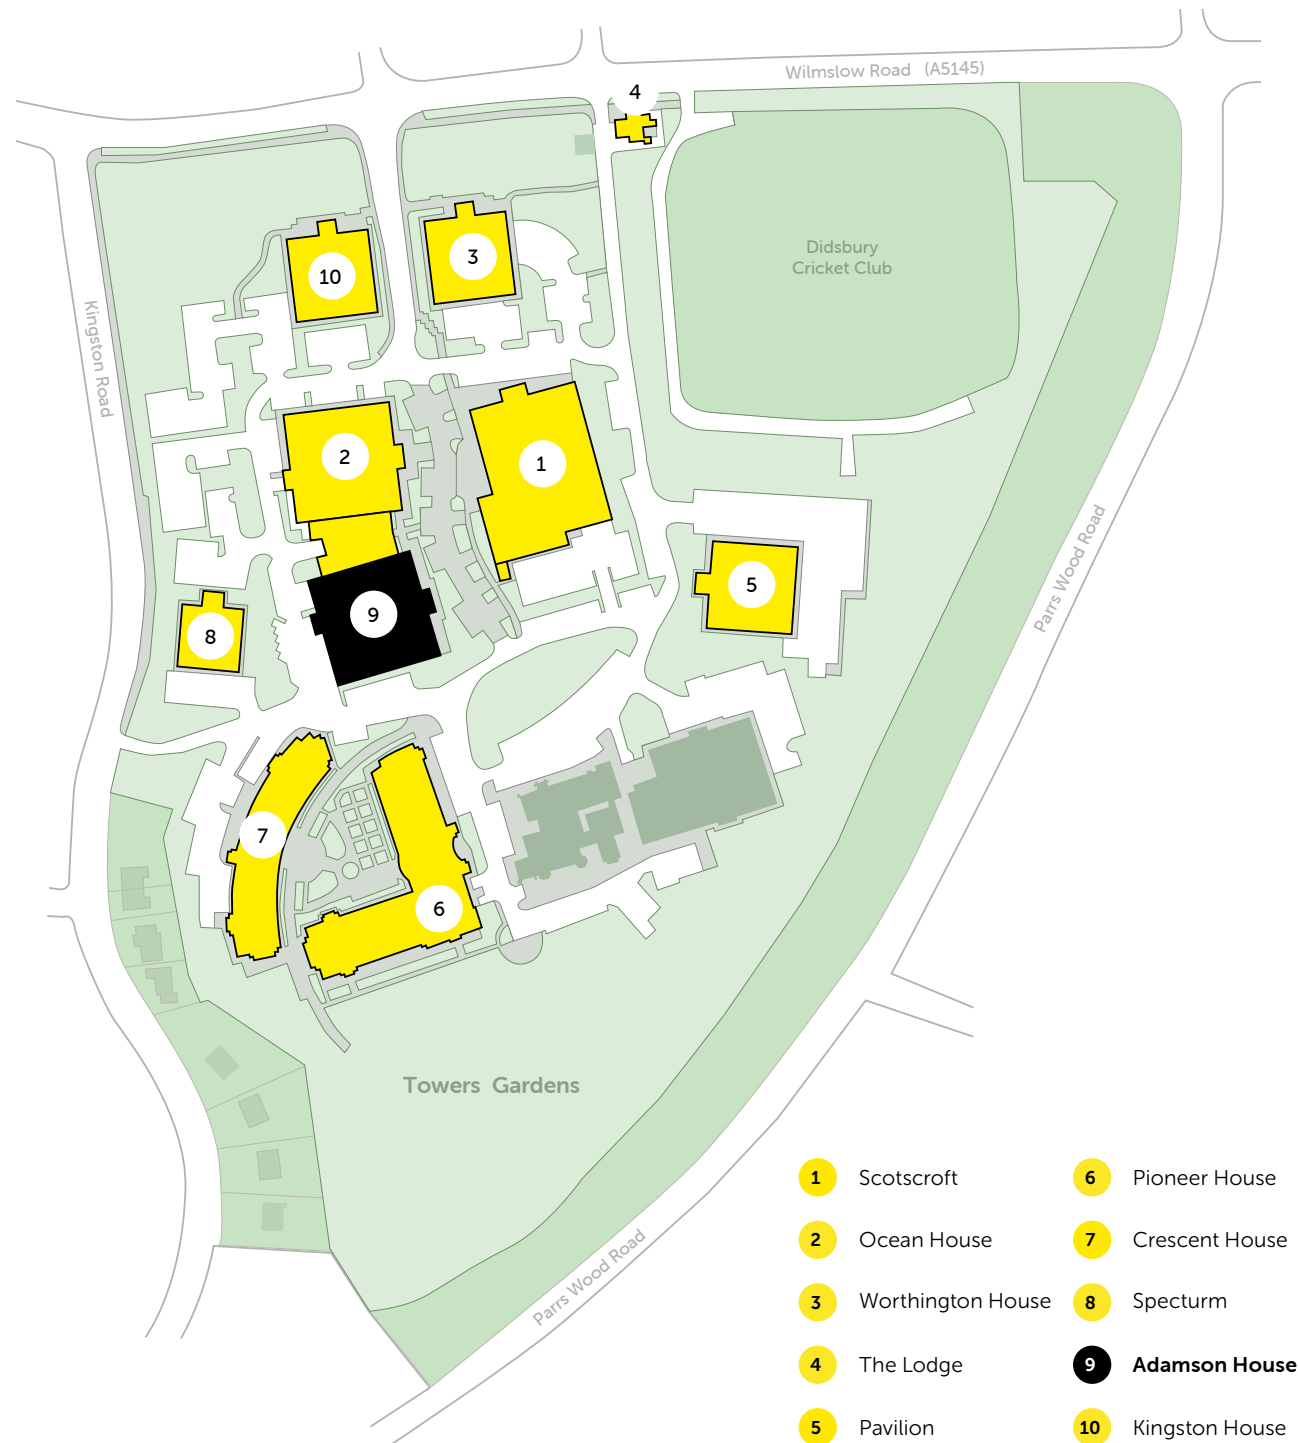 Wilmslow Road (A5145)
4
Didsbury
Cricket Club
3
10
Kingston Road
2
1
Parrs Wood Road
5
9
8
7
6
Towers Gardens
Parrs Wood Road
1 Scotscroft
2 Ocean House
3 Worthington House
4 The Lodge
5 Pavilion
6 Pioneer House
7 Crescent House
8 Specturm
9 Adamson House
10 Kingston House